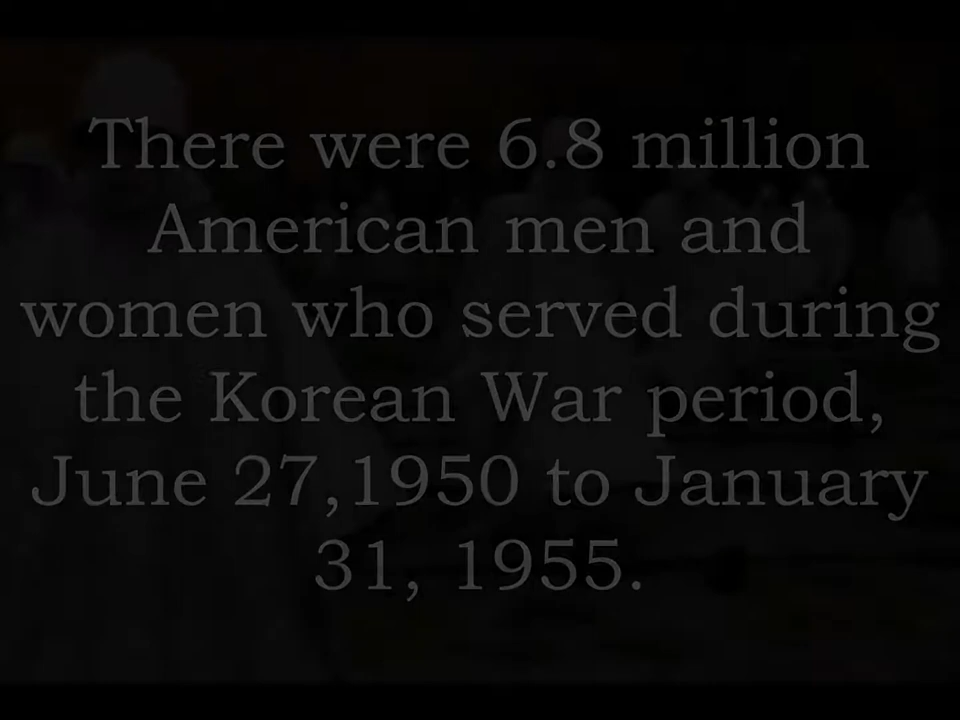 There were 6.8 million
American men and
women who served during
the Korean War period,
June 27,1950 to January
31, 1955.